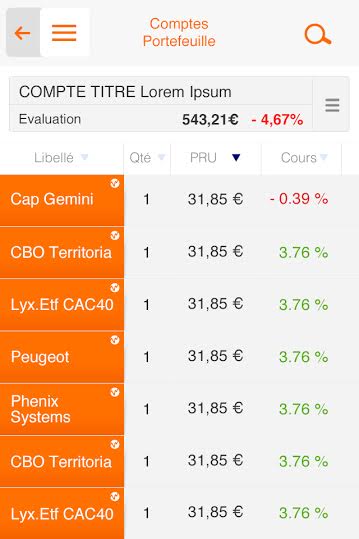 Comptes
Portefeuille
COMPTE TITRE Lorem Ipsum
Evaluation 543,21€ - 4,67%
Libellé Qté PRU Cours
Cap Gemini 1 31,85 € - 0.39 %
CBO Territoria 1 31,85 € 3.76 %
Lyx.Etf CAC40 1 31,85 € 3.76 %
Peugeot 1 31,85 € 3.76 %
Phenix
Systems 1 31,85 € 3.76 %
CBO Territoria 1 31,85 € 3.76 %
Lyx.Etf CAC40 1 31,85 € 3.76 %